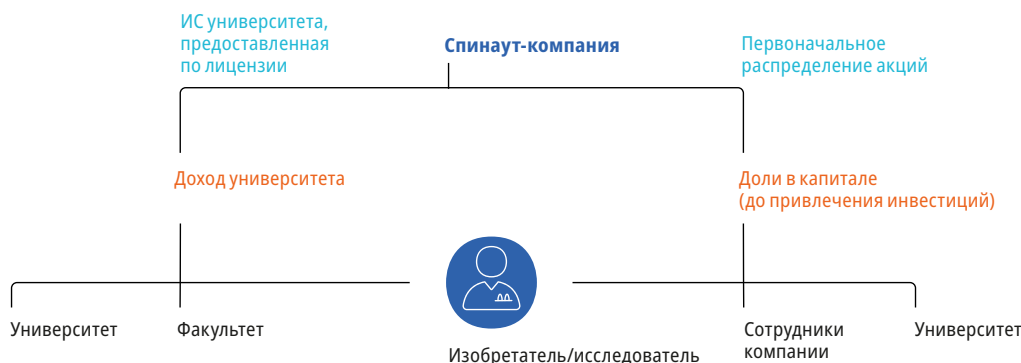 ИС университета,
предоставленная
по лицензии
Спинаут-компания
Первоначальное
распределение акций
Доход университета
Доли в капитале
(до привлечения инвестиций)
Университет
Факультет
Изобретатель/исследователь
Сотрудники
компании
Университет